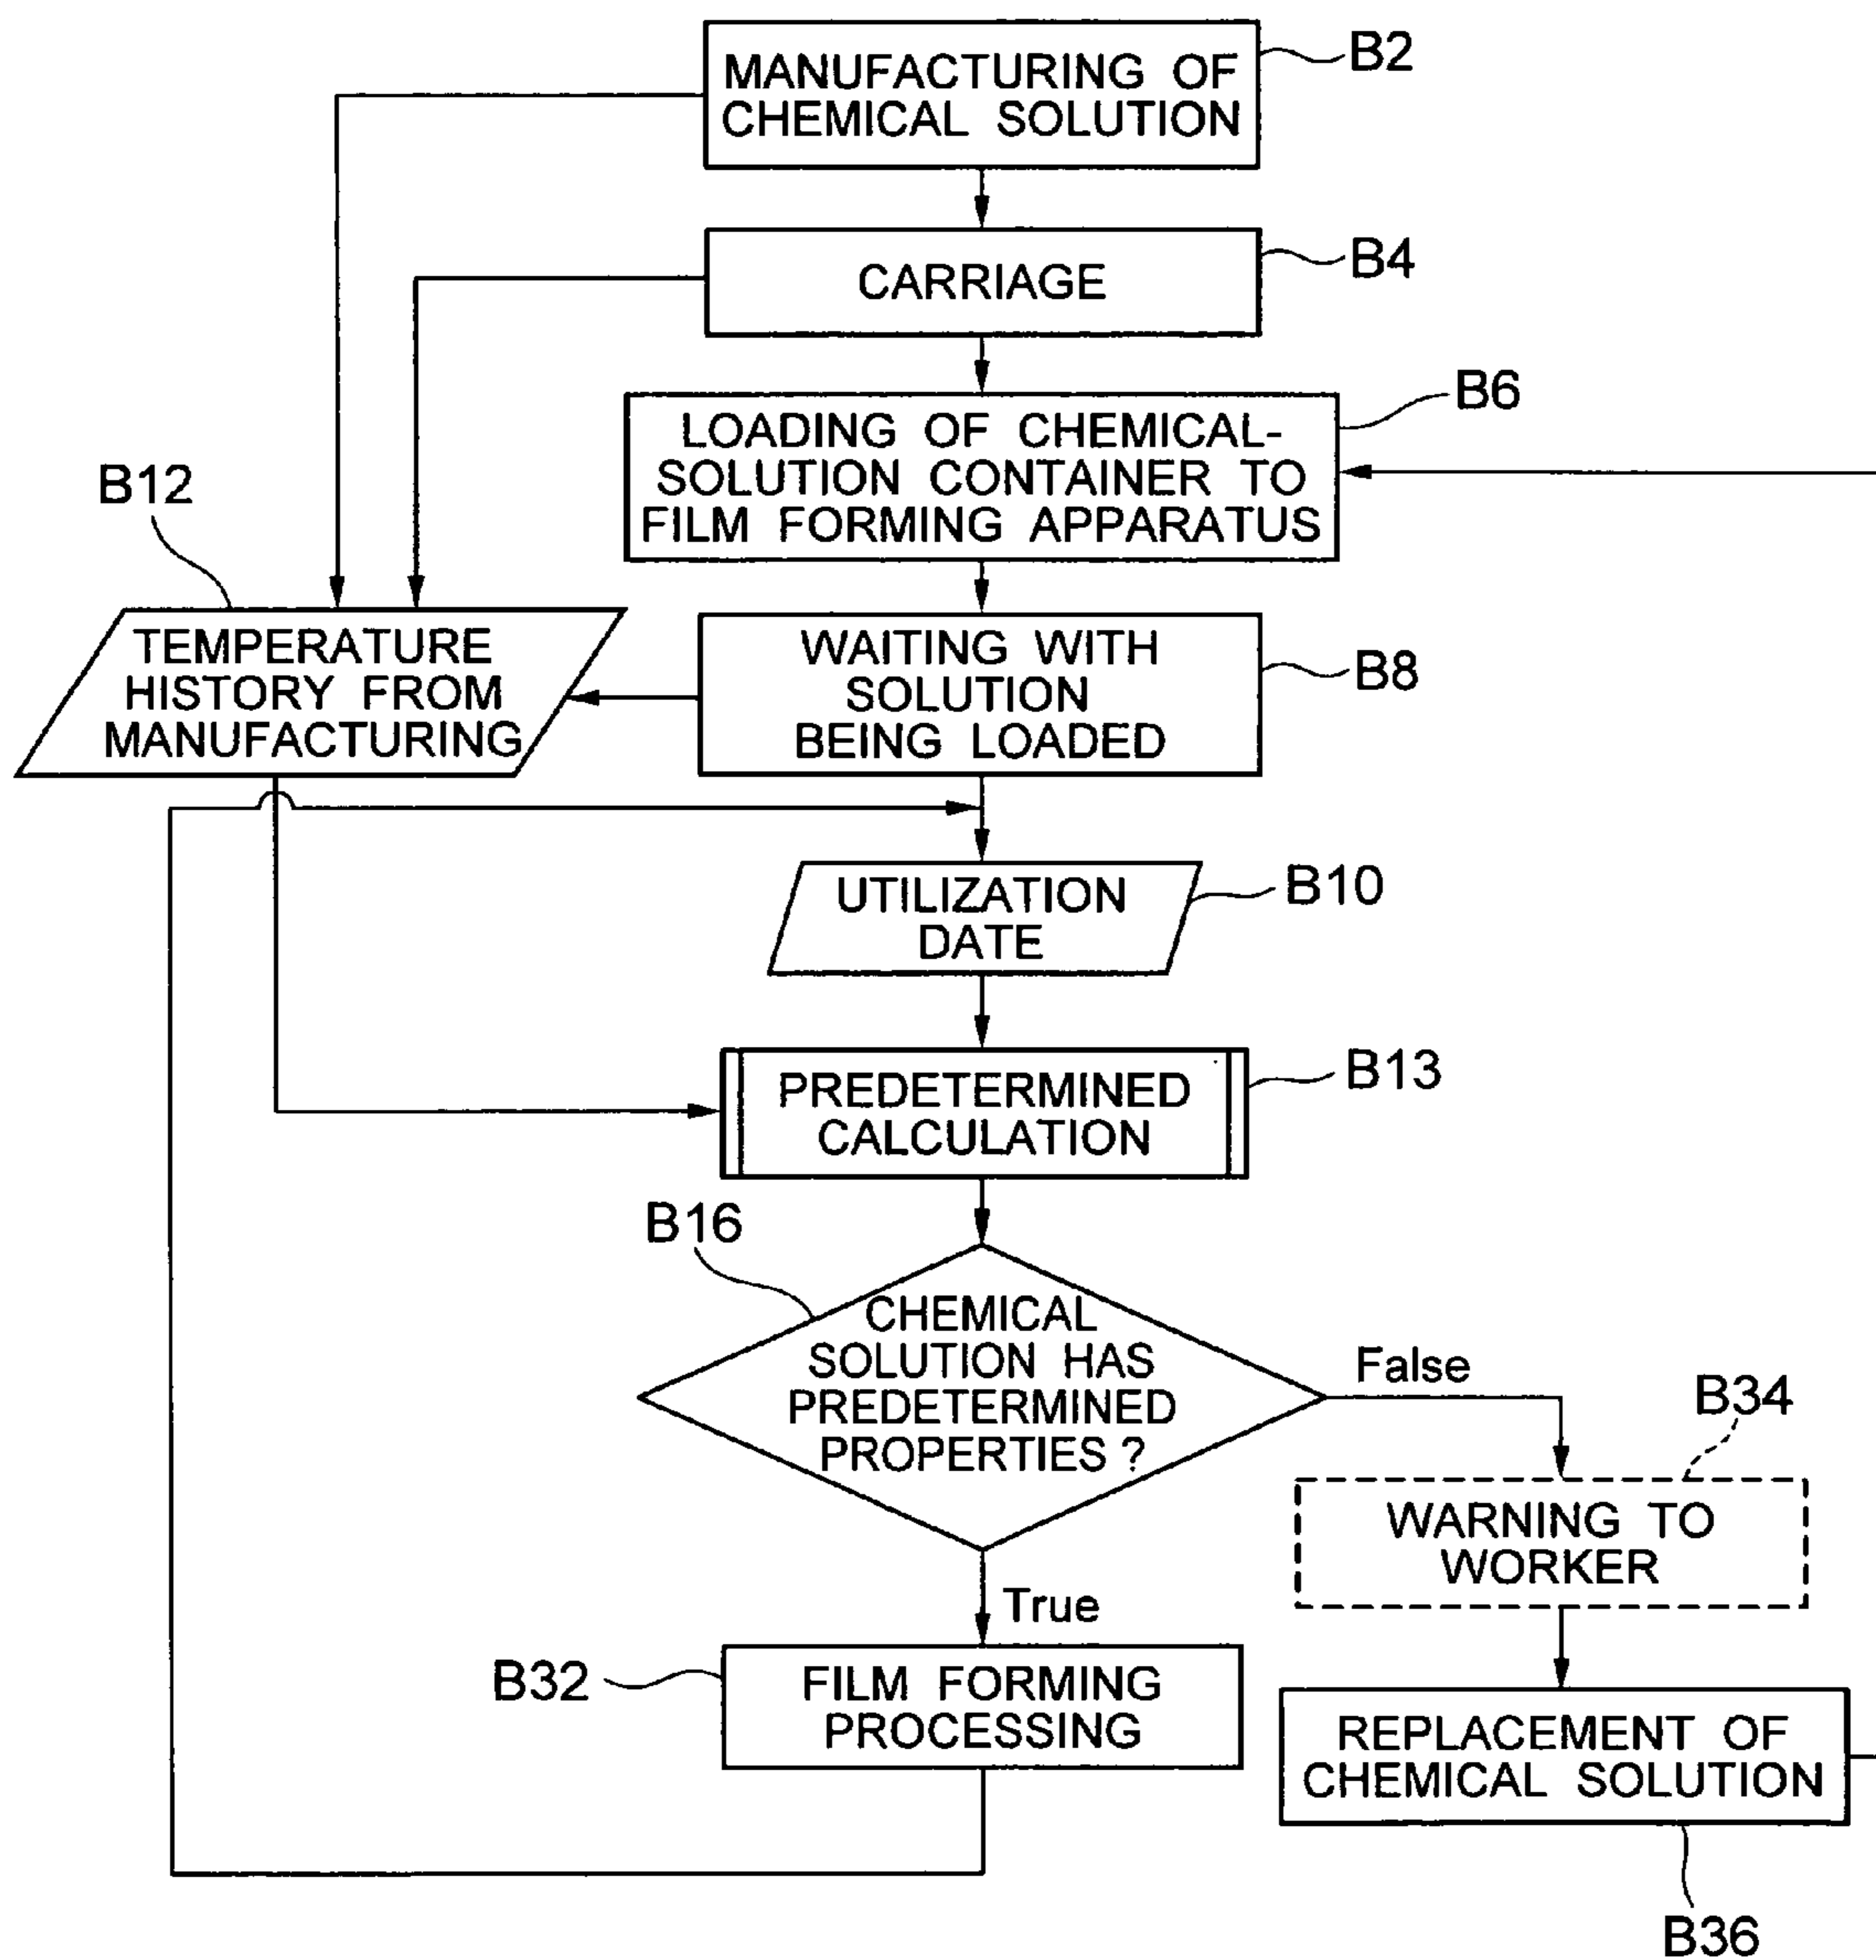 MANUFACTURING OF
CHEMICAL SOLUTION
B2
CARRIAGE
B4
LOADING OF CHEMICAL-
SOLUTION CONTAINER TO
FILM FORMING APPARATUS
B6
B12
TEMPERATURE
HISTORY FROM
MANUFACTURING
WAITING WITH
SOLUTION
BEING LOADED
B8
UTILIZATION
DATE
B10
PREDETERMINED
CALCULATION
B13
B16
CHEMICAL
SOLUTION HAS
PREDETERMINED
PROPERTIES ?
False
B34
WARNING TO
WORKER
True
B32
FILM FORMING
PROCESSING
REPLACEMENT OF
CHEMICAL SOLUTION
B36